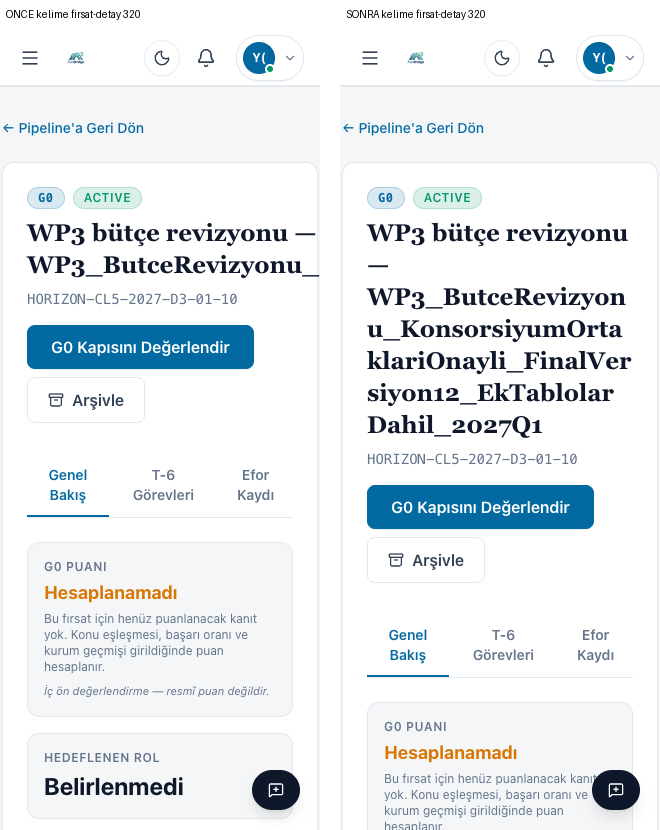 ONCE kelime firsat-detay 320
Y(
← Pipeline'a Geri Dön
G0 ACTIVE
WP3 bütçe revizyonu —
WP3_ButceRevizyonu_
HORIZON-CL5-2027-D3-01-10
G0 Kapısını Değerlendir
Arşivle
Genel Bakış
T-6 Görevleri
Efor Kaydı
G0 PUANI
Hesaplanamadı
Bu fırsat için henüz puanlanacak kanıt
yok. Konu eşleşmesi, başarı oranı ve
kurum geçmişi girildiğinde puan
hesaplanır.
İç ön değerlendirme — resmî puan değildir.
HEDEFLENEN ROL
Belirlenmedi
SONRA kelime firsat-detay 320
Y(
← Pipeline'a Geri Dön
G0 ACTIVE
WP3 bütçe revizyonu
—
WP3_ButceRevizyon
u_KonsorsiyumOrta
klariOnayli_FinalVer
siyon12_EkTablolar
Dahil_2027Q1
HORIZON-CL5-2027-D3-01-10
G0 Kapısını Değerlendir
Arşivle
Genel Bakış
T-6 Görevleri
Efor Kaydı
G0 PUANI
Hesaplanamadı
Bu fırsat için henüz puanlanacak kanıt
yok. Konu eşleşmesi, başarı oranı ve
kurum geçmişi girildiğinde puan
hesaplanır.